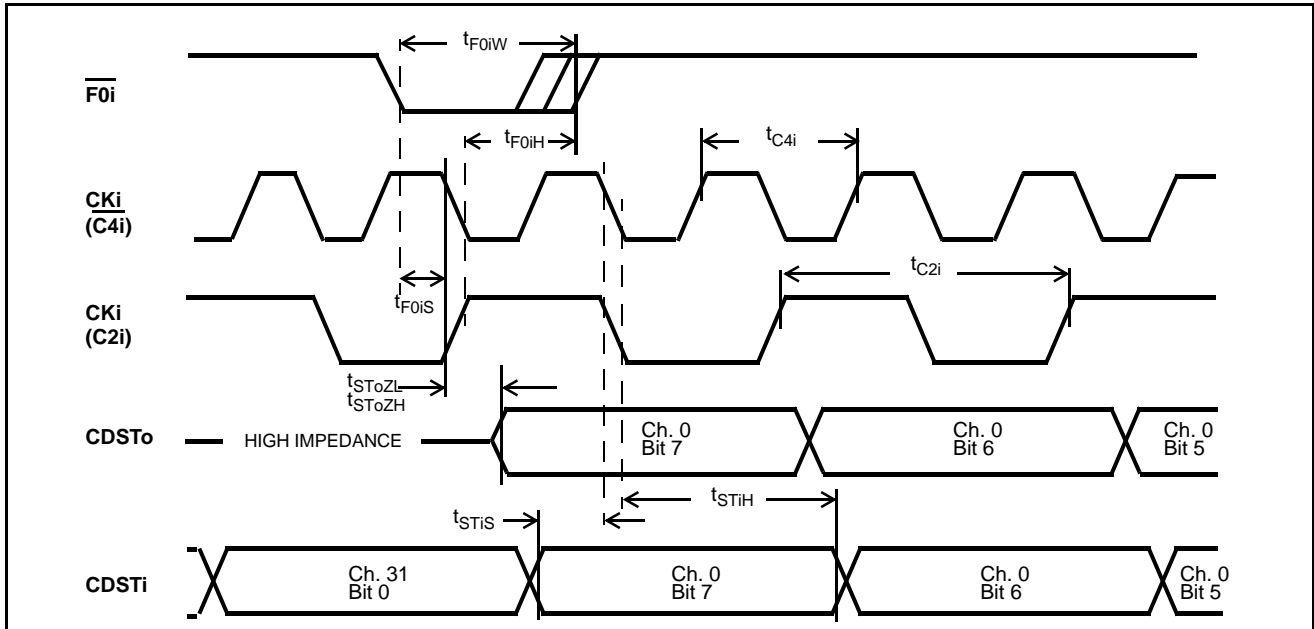 tF0iW
F0i
tF0iH
tC4i
CKi
(C4i)
tC2i
tF0iS
CKi
(C2i)
tSToZL
tSToZH
CDSTo
HIGH IMPEDANCE
Ch. 0
Bit 7
Ch. 0
Bit 6
Ch. 0
Bit 5
tSTiH
tSTiS
CDSTi
Ch. 31
Bit 0
Ch. 0
Bit 7
Ch. 0
Bit 6
Ch. 0
Bit 5